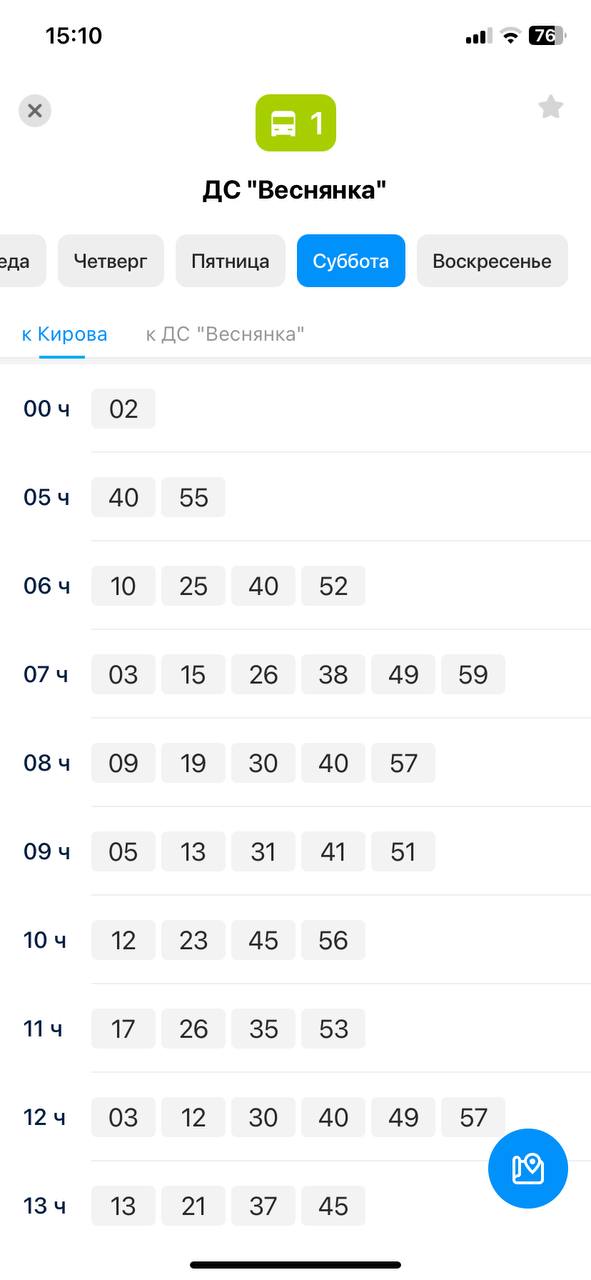 15:10
76
1
ДС "Веснянка"
еда Четверг Пятница Суббота Воскресенье
к Кирова к ДС "Веснянка"
00 ч 02
05 ч 40 55
06 ч 10 25 40 52
07 ч 03 15 26 38 49 59
08 ч 09 19 30 40 57
09 ч 05 13 31 41 51
10 ч 12 23 45 56
11 ч 17 26 35 53
12 ч 03 12 30 40 49 57
13 ч 13 21 37 45